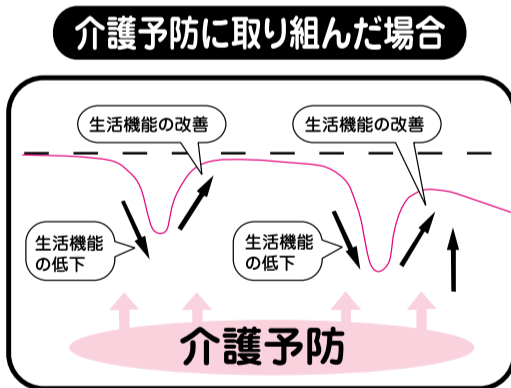 介護予防に取り組んだ場合
生活機能の改善
生活機能の改善
生活機能
の低下
生活機能
の低下
介護予防